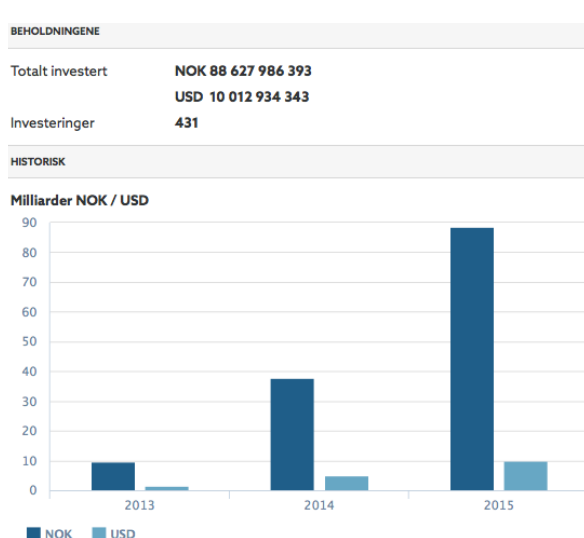 BEHOLDNINGENE
Totalt investert NOK 88 627 986 393
USD 10 012 934 343
Investeringer 431
HISTORISK
Milliarder NOK / USD
90
80
70
60
50
40
30
20
10
0
2013 2014 2015
NOK USD